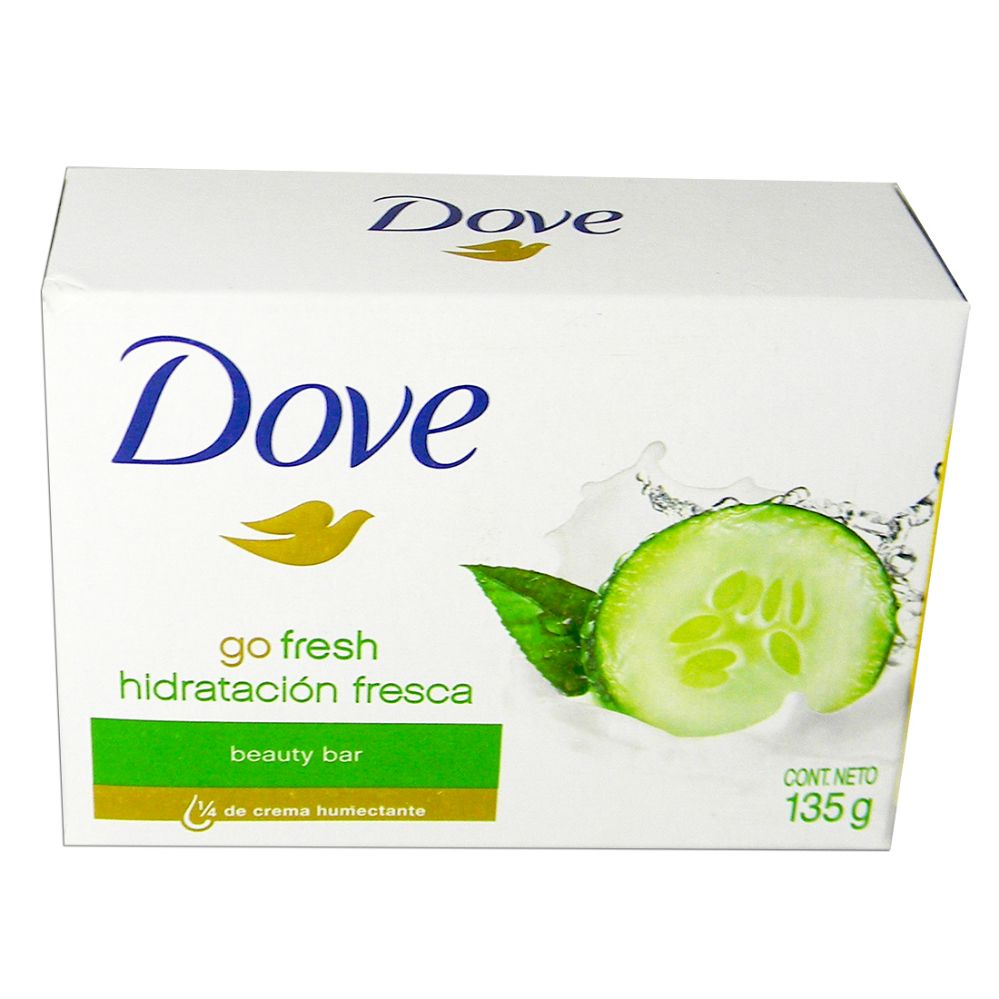 Dove
Dove
go fresh
hidratación fresca
beauty bar
1/4 de crema humectante
CONT. NETO
135 g